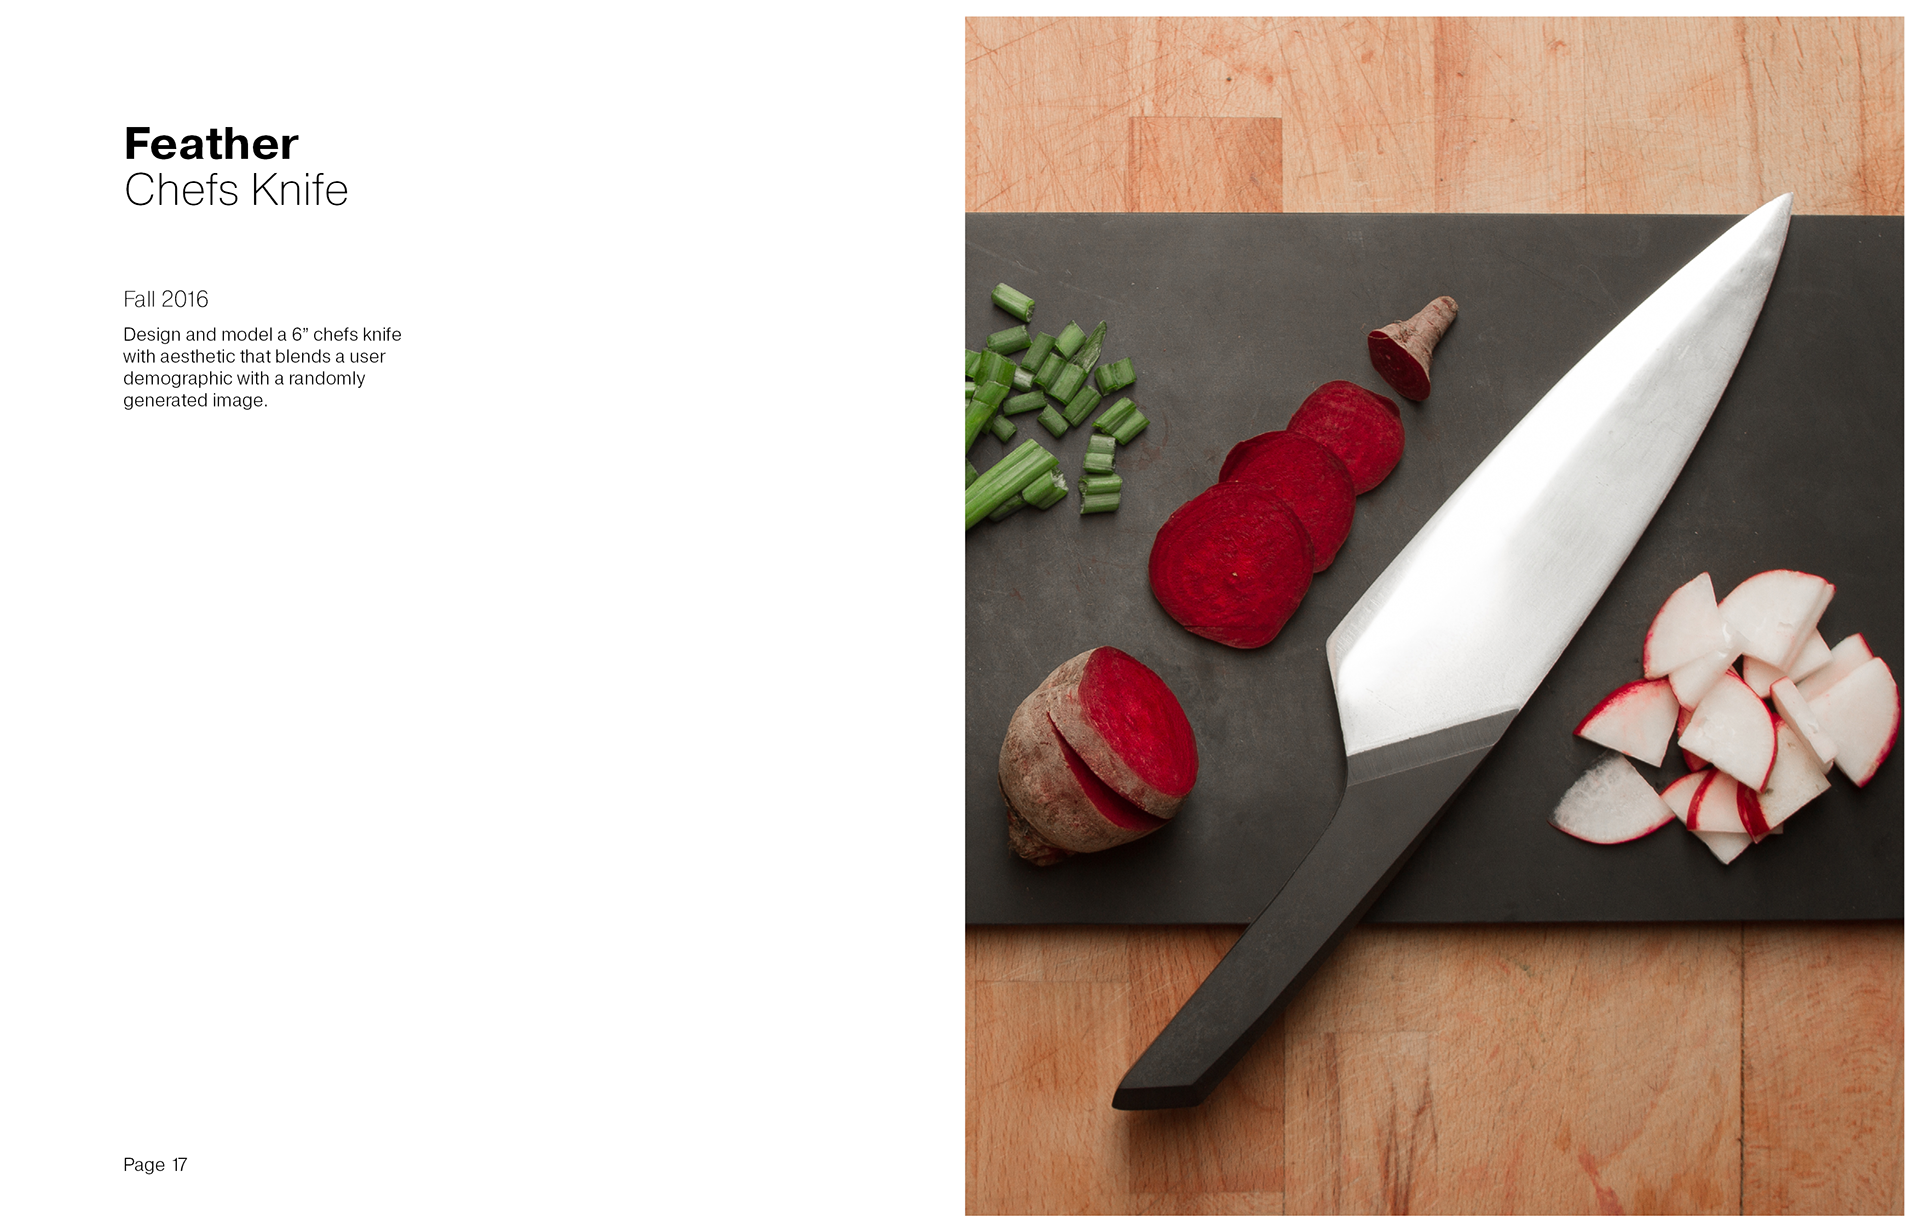 Feather
Chefs Knife
Fall 2016
Design and model a 6” chefs knife
with aesthetic that blends a user
demographic with a randomly
generated image.
Page 17